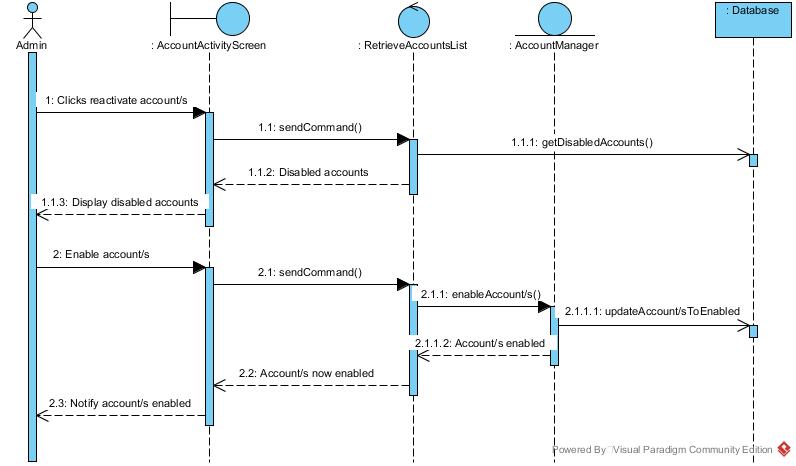 : Database
Admin
: AccountActivityScreen
: RetrieveAccountsList
: AccountManager
1: Clicks reactivate account/s
1.1: sendCommand()
1.1.1: getDisabledAccounts()
1.1.2: Disabled accounts
1.1.3: Display disabled accounts
2: Enable account/s
2.1: sendCommand()
2.1.1: enableAccount/s()
2.1.1.1: updateAccount/sToEnabled
2.1.1.2: Account/s enabled
2.2: Account/s now enabled
2.3: Notify account/s enabled
Powered By Visual Paradigm Community Edition